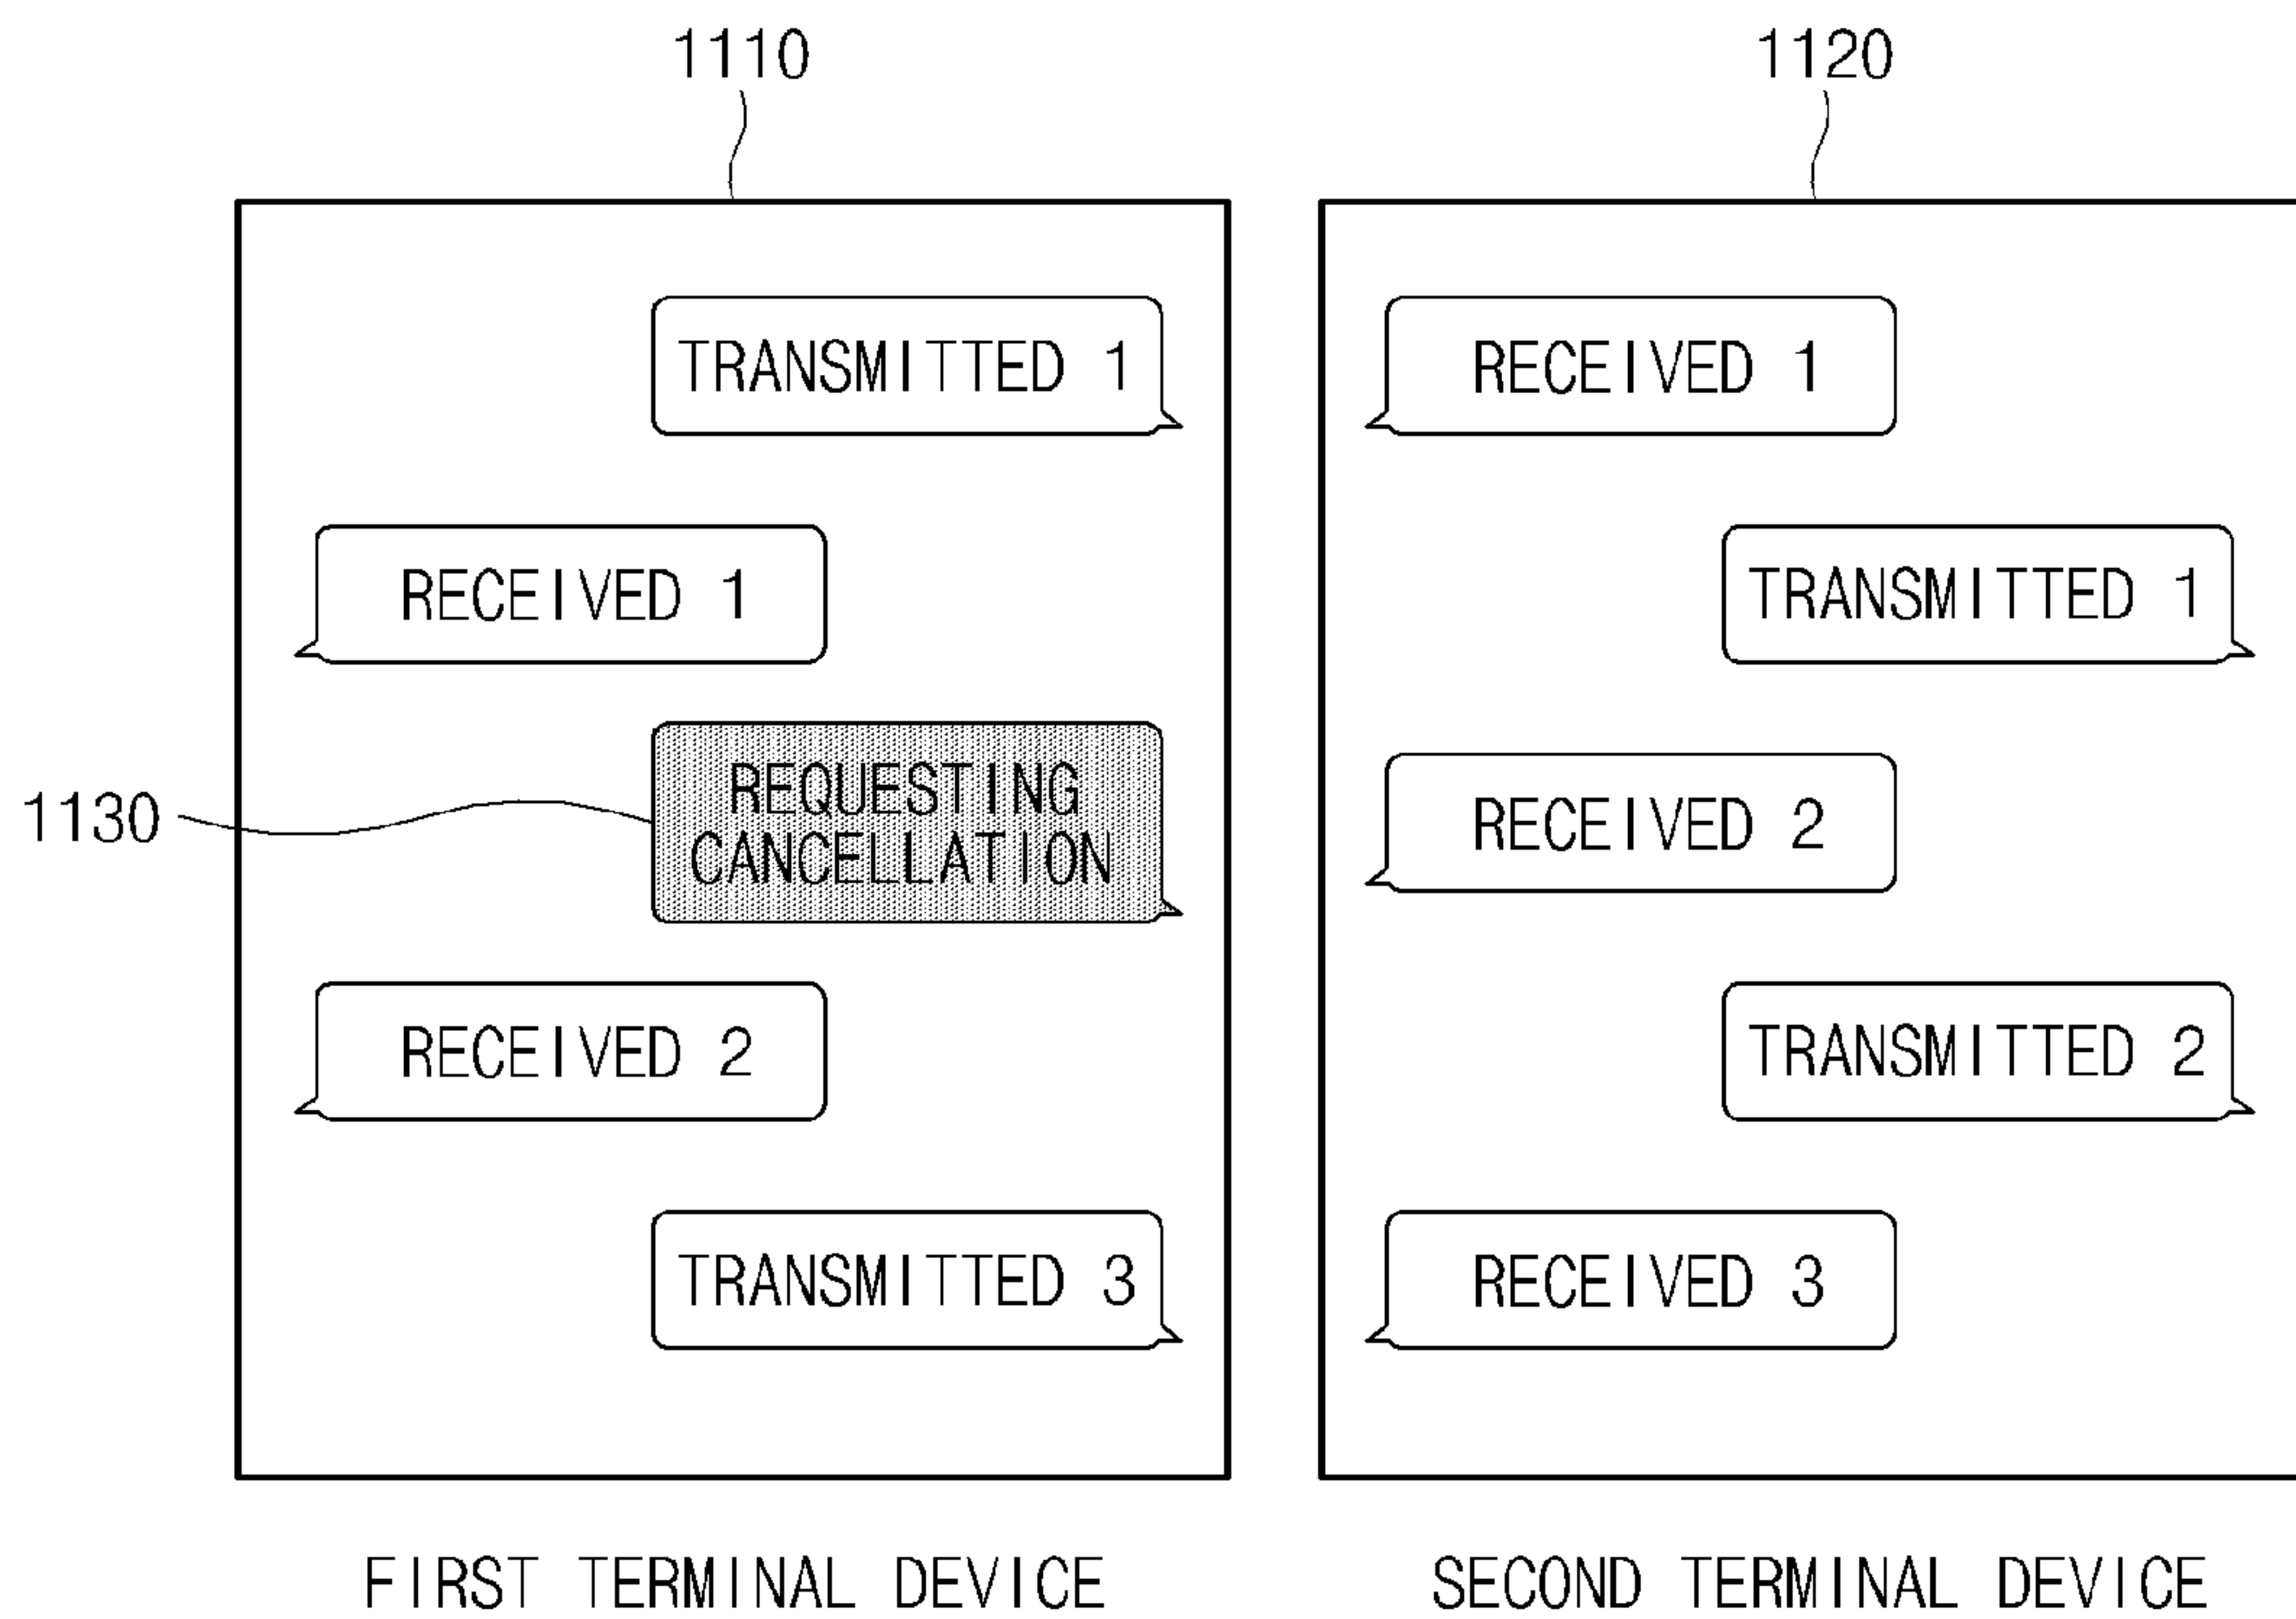 1110
1120
TRANSMITTED 1
RECEIVED 1
RECEIVED 1
TRANSMITTED 1
1130
REQUESTING
CANCELLATION
RECEIVED 2
RECEIVED 2
TRANSMITTED 2
TRANSMITTED 3
RECEIVED 3
FIRST TERMINAL DEVICE
SECOND TERMINAL DEVICE